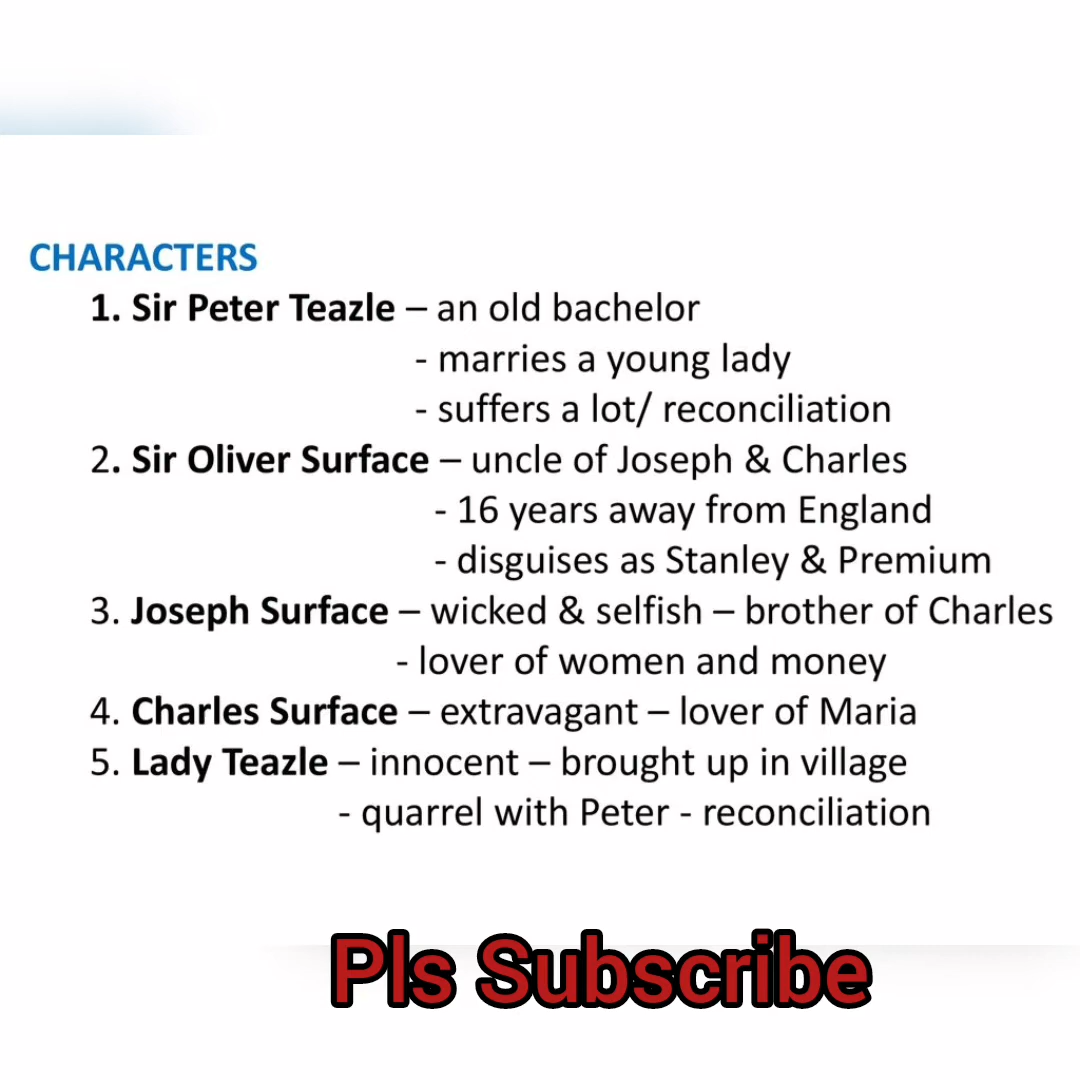 CHARACTERS
1. Sir Peter Teazle – an old bachelor
- marries a young lady
- suffers a lot/ reconciliation
2. Sir Oliver Surface – uncle of Joseph & Charles
- 16 years away from England
- disguises as Stanley & Premium
3. Joseph Surface – wicked & selfish – brother of Charles
- lover of women and money
4. Charles Surface – extravagant – lover of Maria
5. Lady Teazle – innocent – brought up in village
- quarrel with Peter - reconciliation
Pls Subscribe